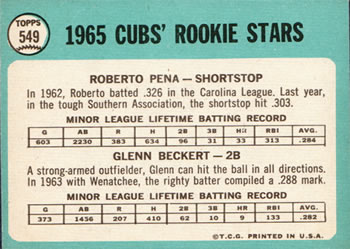 TOPPS
549
1965 CUBS' ROOKIE STARS
ROBERTO PENA — SHORTSTOP
In 1962, Roberto batted .326 in the Carolina League. Last year,
in the tough Southern Association, the shortstop hit .303.
MINOR LEAGUE LIFETIME BATTING RECORD
G AB R H 2B 3B HR RBI AVG.
603 2230 383 634 96 31 33 313 .284
GLENN BECKERT — 2B
A strong-armed outfielder, Glenn can hit the ball in all directions.
In 1963 with Wenatchee, the righty batter compiled a .288 mark.
MINOR LEAGUE LIFETIME BATTING RECORD
G AB R H 2B 3B HR RBI AVG.
373 1456 207 410 62 10 9 133 .282
©T.C.G. PRINTED IN U.S.A.